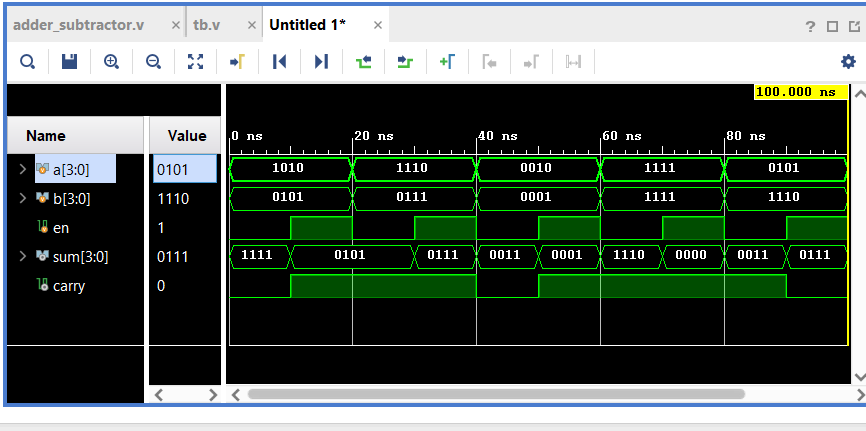 adder_subtractor.v × tb.v × Untitled 1* ×
?
100.000 ns
Name Value 0 ns 20 ns 40 ns 60 ns 80 ns
a[3:0] 0101 1010 1110 0010 1111 0101
b[3:0] 1110 0101 0111 0001 1111 1110
en 1
sum[3:0] 0111 1111 0101 0111 0011 0001 1110 0000 0011 0111
carry 0